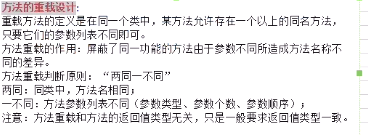 方法的重载设计:
重载方法的定义是在同一个类中，某方法允许存在一个以上的同名方法，
只要它们的参数列表不同即可。
方法重载的作用：屏蔽了同一功能的方法由于参数不同所造成方法名称不
同的差异。
方法重载判断原则：“两同一不同”
两同：同类中，方法名相同；
一不同：方法参数列表不同（参数类型、参数个数、参数顺序）；
注意：方法重载和方法的返回值类型无关，只是一般要求返回值类型一致。